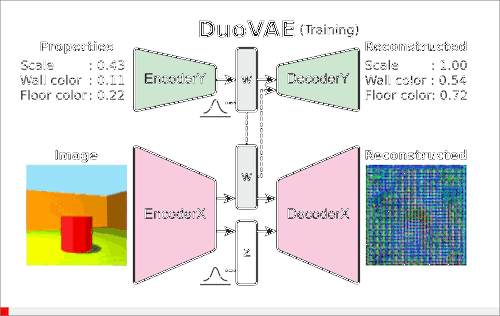 DuoVAE (Training)
Properties
Scale : 0.43
Wall color : 0.11
Floor color: 0.22
EncoderY
w
DecoderY
Reconstructed
Scale : 1.00
Wall color : 0.54
Floor color: 0.72
Image
EncoderX
w
z
DecoderX
Reconstructed